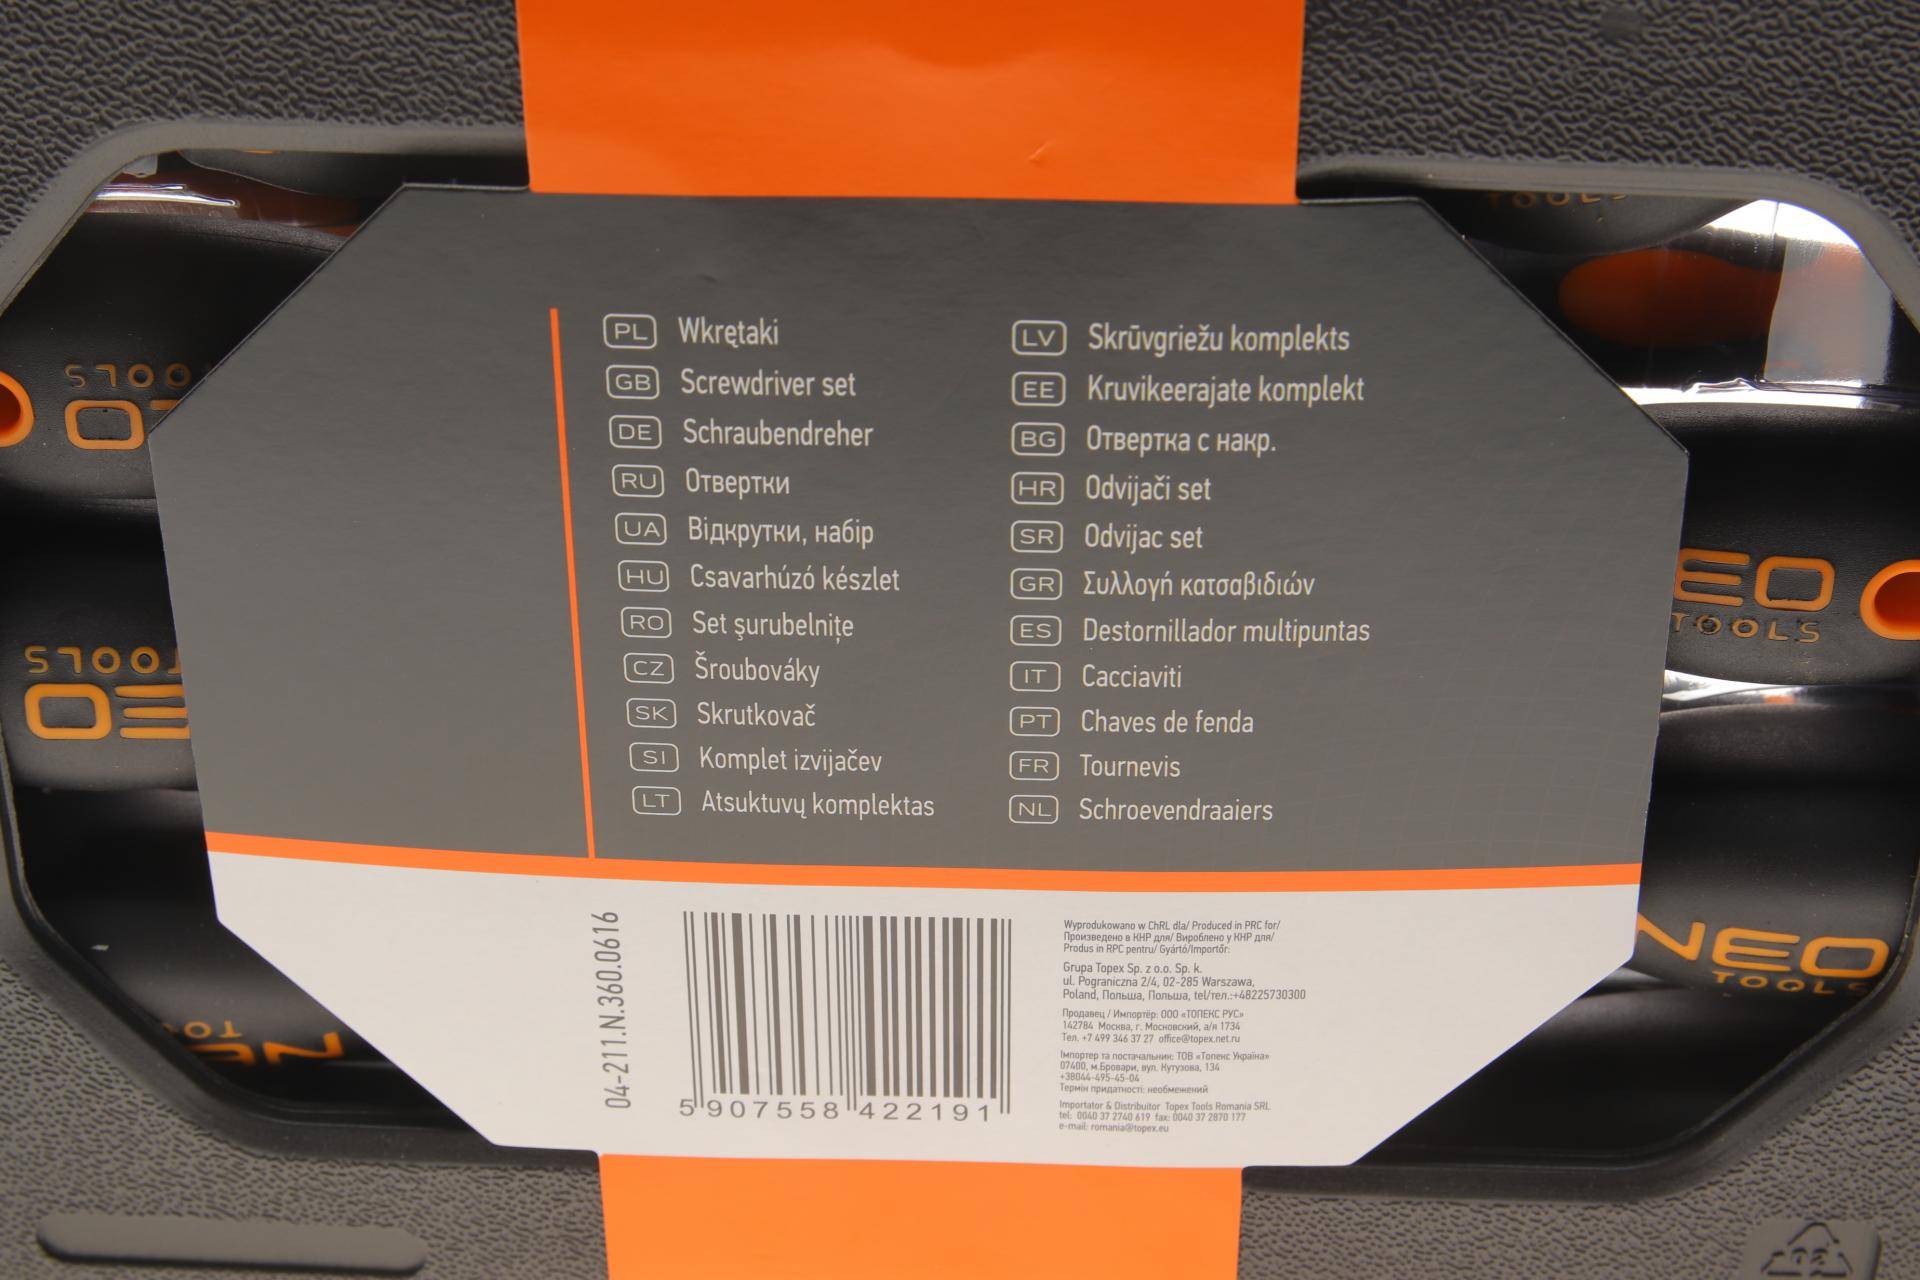 PL Wkrętaki
GB Screwdriver set
DE Schraubendreher
RU Отвертки
UA Відкрутки, набір
HU Csavarhúzó készlet
RO Set șurubelnițe
CZ Šroubováky
SK Skrutkovač
SI Komplet izvijačev
LT Atsuktuvų komplektas
LV Skrūvgriežu komplekts
EE Kruvikeerajate komplekt
BG Отвертка с накр.
HR Odvijači set
SR Odvijac set
GR Συλλογή κατσαβιδιών
ES Destornillador multipuntas
IT Cacciaviti
PT Chaves de fenda
FR Tournevis
NL Schroevendraaiers
04-211.N.360.0616
5 907558 422191
Wyprodukowano w ChRL dla/ Produced in PRC for/
Произведено в КНР для/ Вироблено у КНР для/
Produs in RPC pentru/ Gyártó/Importőr:
Grupa Topex Sp. z o.o. Sp. k.
ul. Pograniczna 2/4, 02-285 Warszawa,
Poland, Польша, Польща, tel/тел.:+48225730300
Продавец / Импортёр: ООО «ТОПЕКС РУС»
142784 Москва, г. Московский, а/я 1734
Тел. +7 499 346 37 27 office@topex.net.ru
Імпортер та постачальник: ТОВ «Топекс Україна»
07400, м.Бровари, вул. Кутузова, 134
+38044-495-45-04
Термін придатності: необмежений
Importator & Distribuitor Topex Tools Romania SRL
tel: 0040 37 2740 619 fax: 0040 37 2870 177
e-mail: romania@topex.eu
TOOLS
TOOLS
EO
TOOLS
NEO
TOOLS
TOOLS
EO